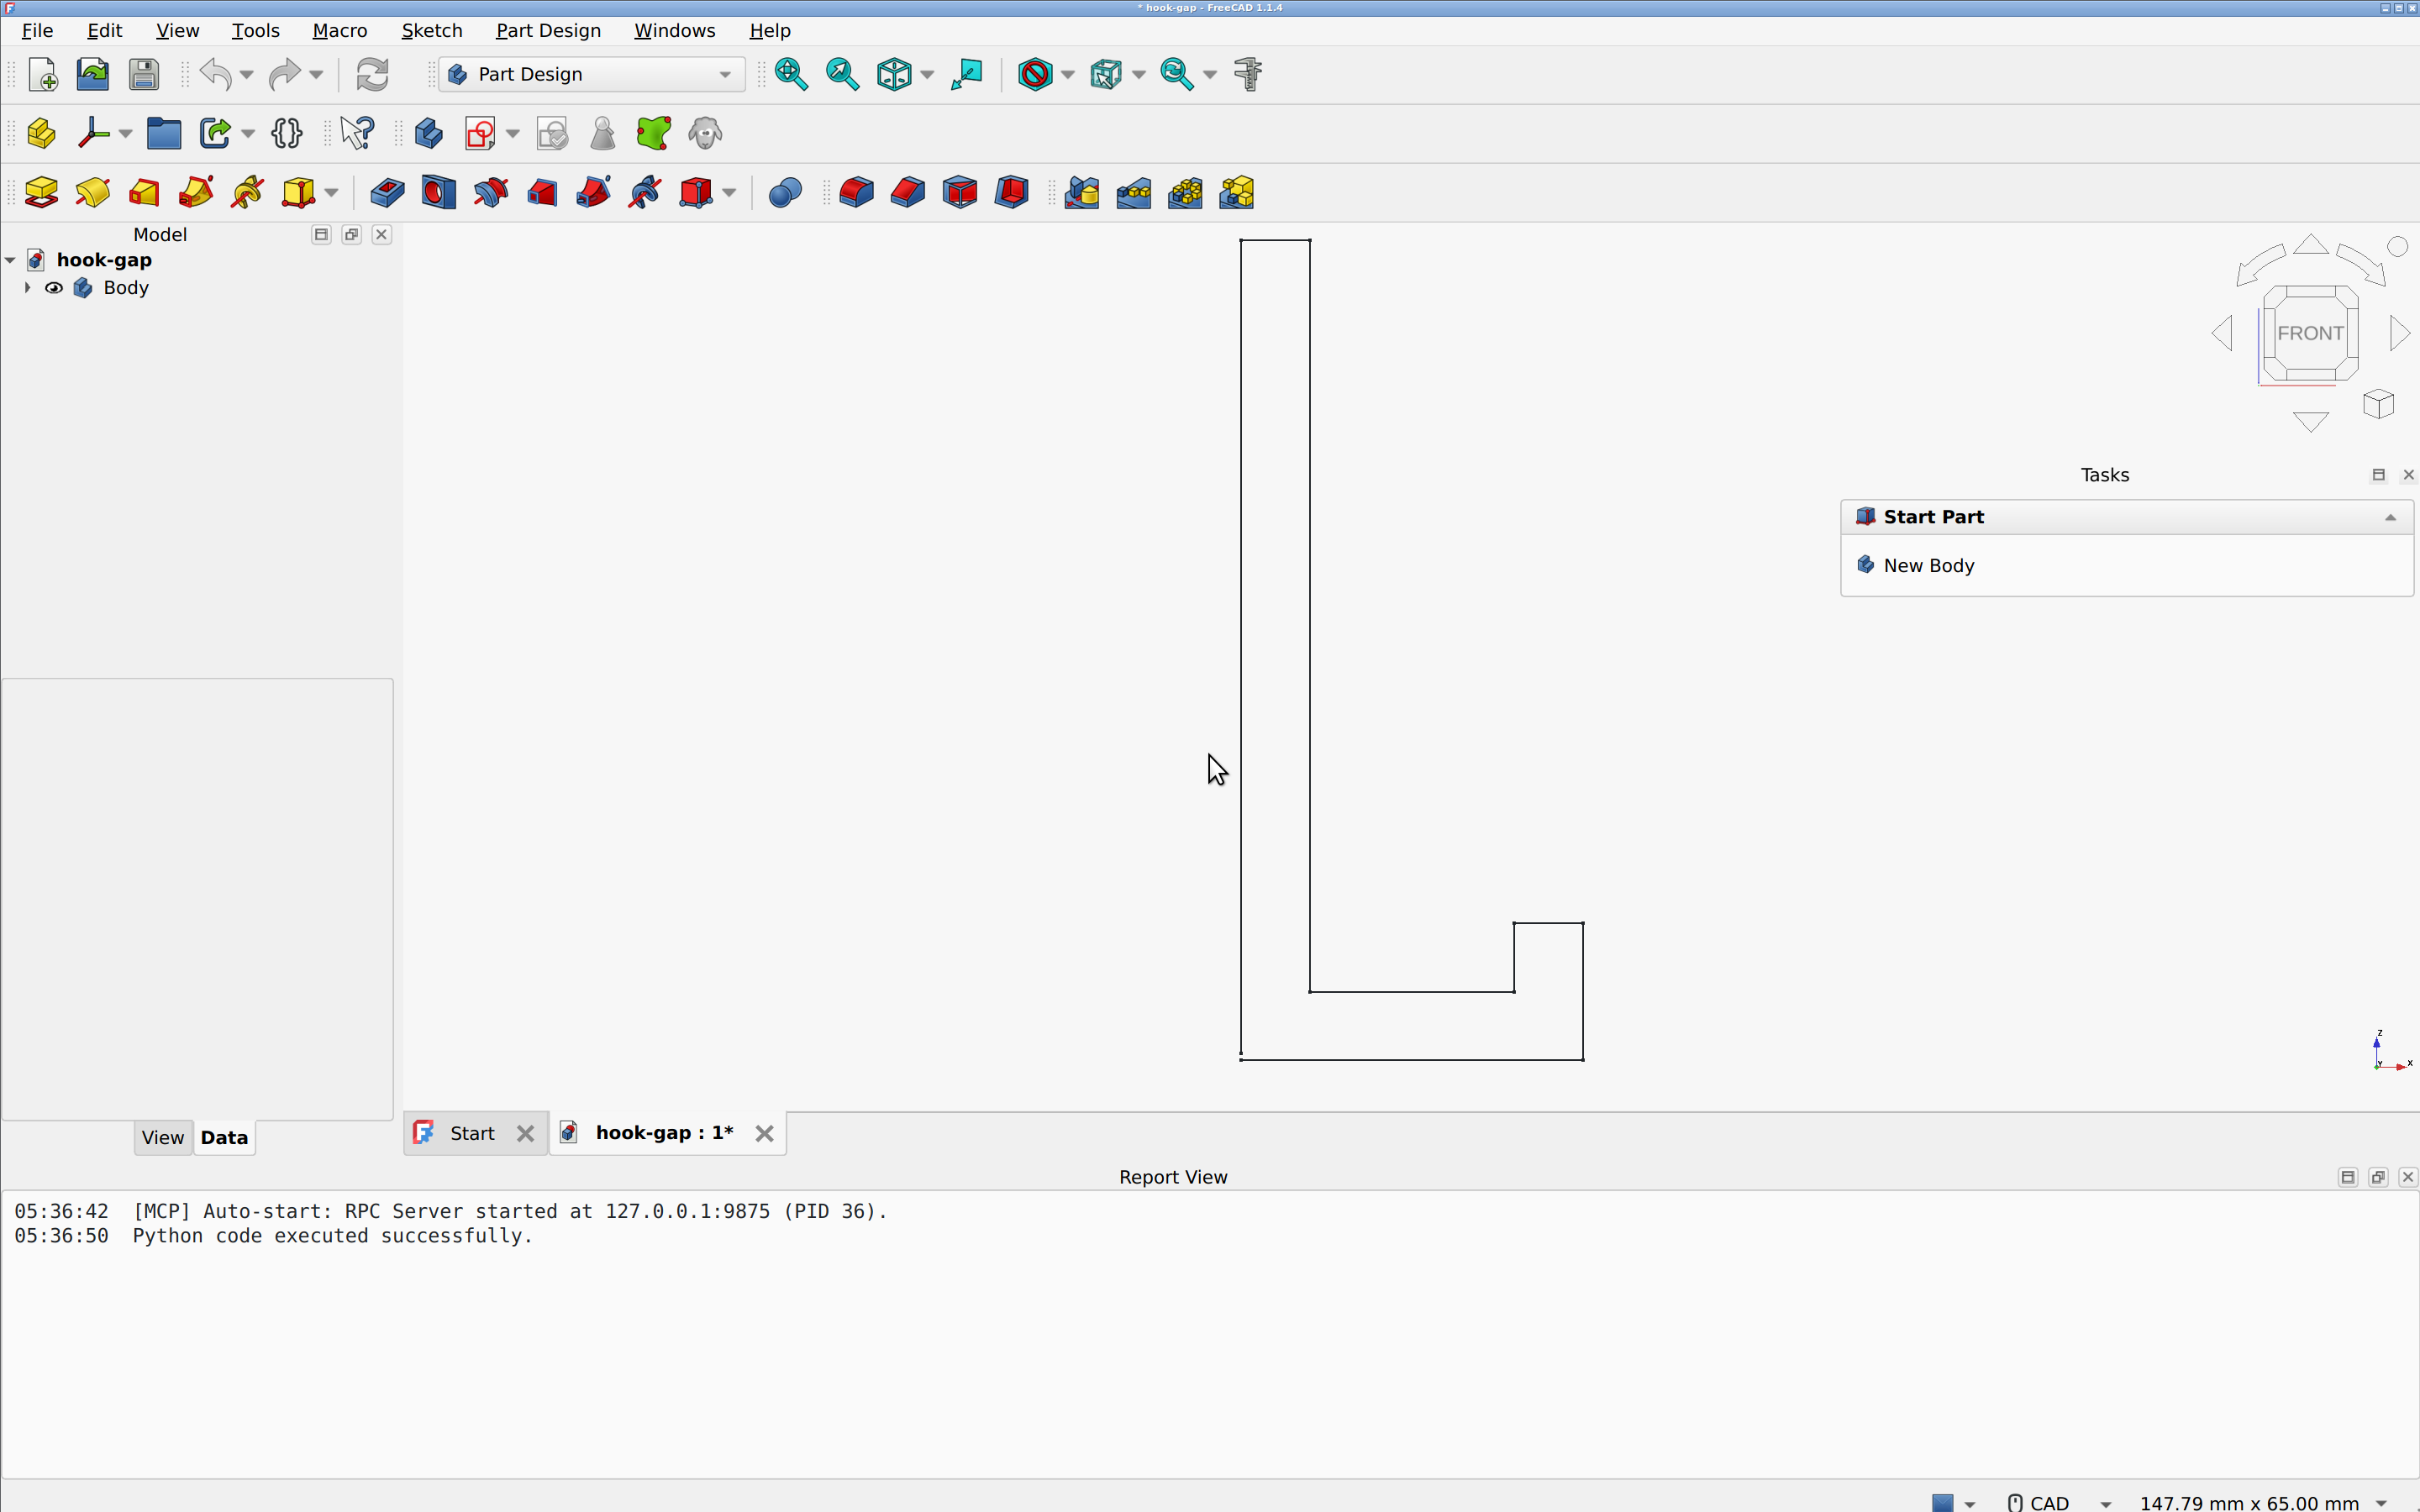 * hook-gap - FreeCAD 1.1.4
File Edit View Tools Macro Sketch Part Design Windows Help
Part Design
Model
hook-gap
Body
FRONT
Tasks
Start Part
New Body
z
Y
x
View Data
Start
hook-gap : 1*
Report View
05:36:42 [MCP] Auto-start: RPC Server started at 127.0.0.1:9875 (PID 36).
05:36:50 Python code executed successfully.
CAD
147.79 mm x 65.00 mm